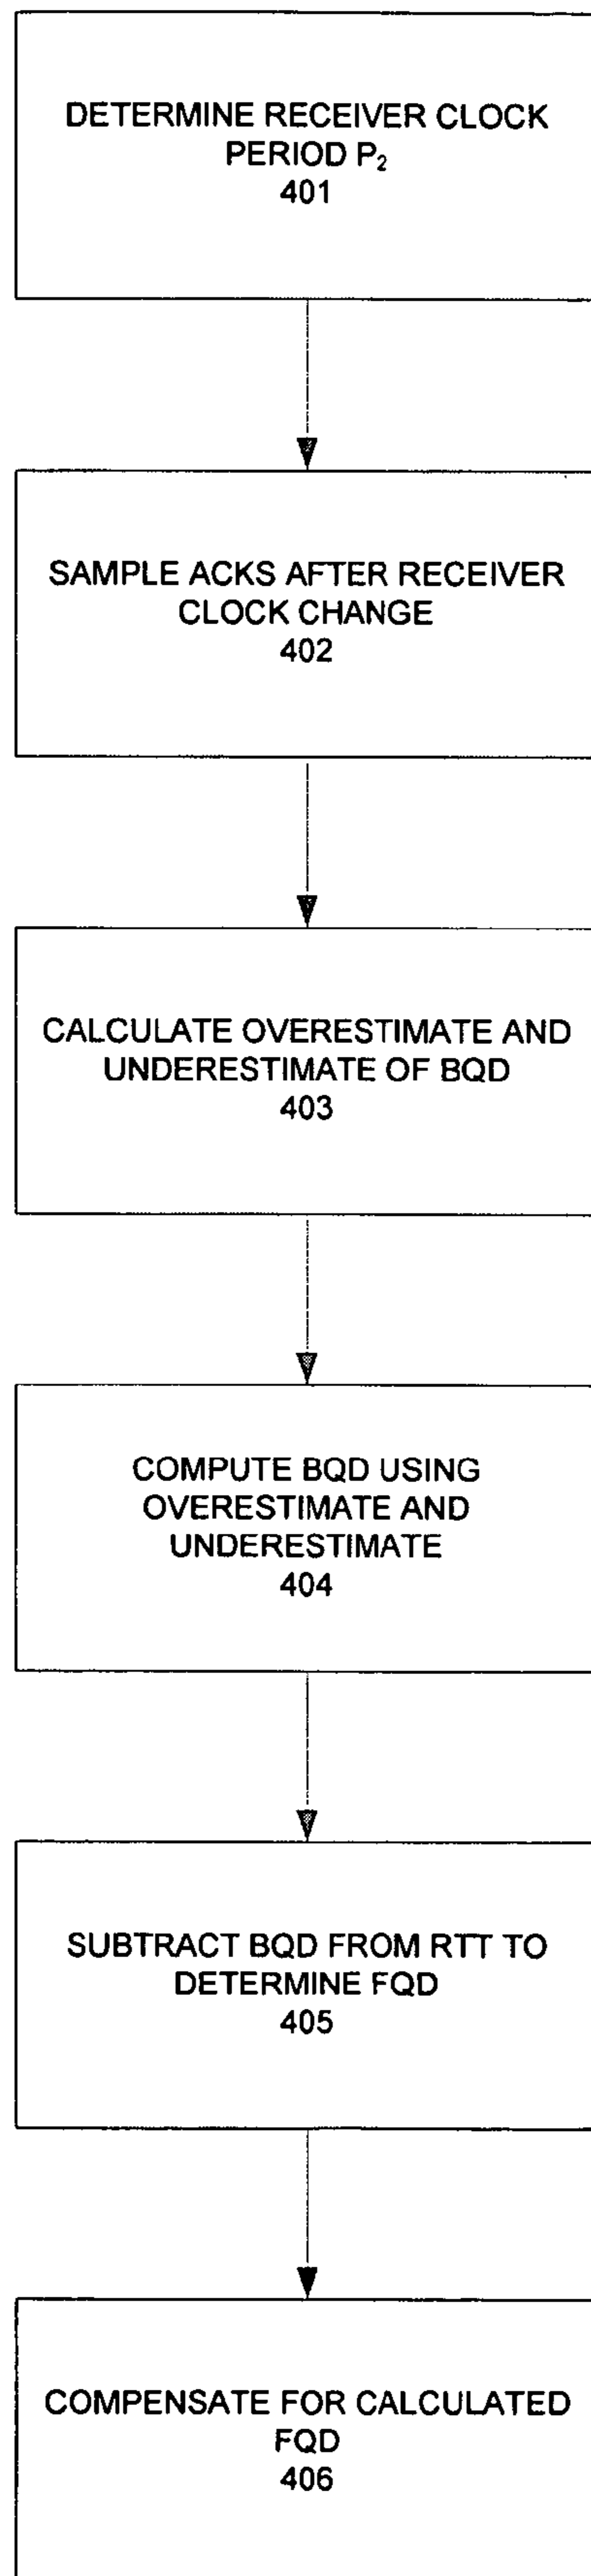 DETERMINE RECEIVER CLOCK
PERIOD P₂
401
SAMPLE ACKS AFTER RECEIVER
CLOCK CHANGE
402
CALCULATE OVERESTIMATE AND
UNDERESTIMATE OF BQD
403
COMPUTE BQD USING
OVERESTIMATE AND
UNDERESTIMATE
404
SUBTRACT BQD FROM RTT TO
DETERMINE FQD
405
COMPENSATE FOR CALCULATED
FQD
406